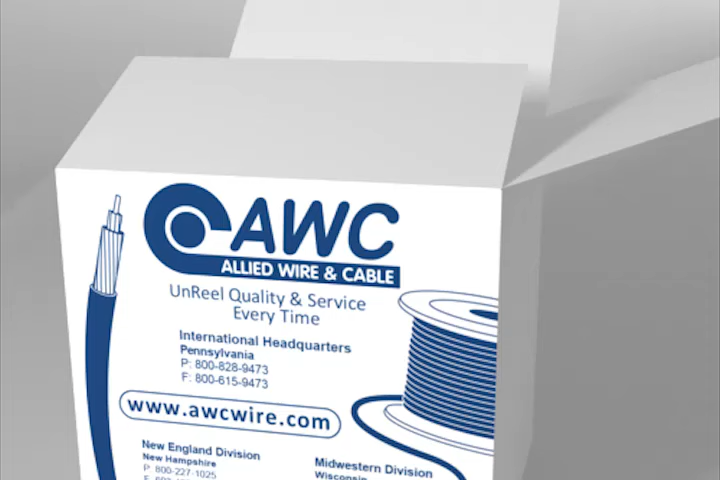 AWC
ALLIED WIRE & CABLE
UnReel Quality & Service
Every Time
International Headquarters
Pennsylvania
P: 800-828-9473
F: 800-615-9473
www.awcwire.com
New England Division
New Hampshire
P 800-227-1025
Midwestern Division
Wisconsin